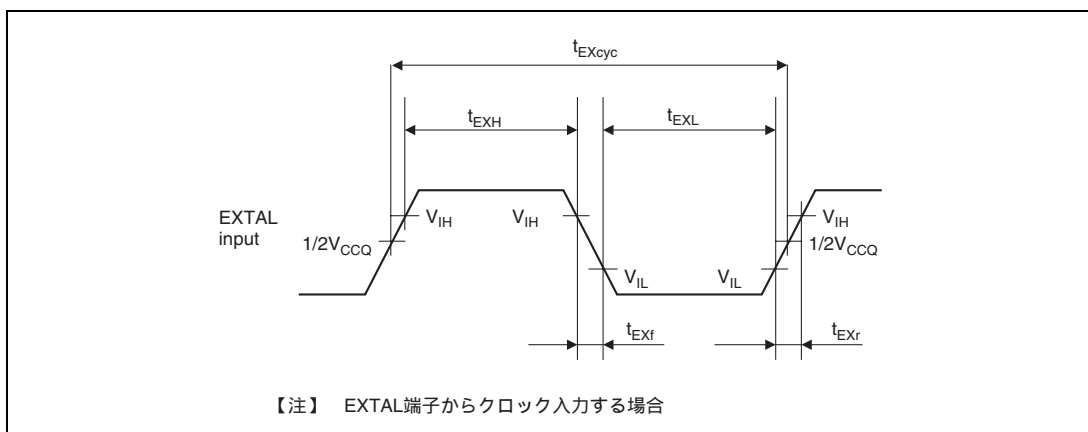 tEXcyc
tEXH
tEXL
EXTAL
input
1/2VCCQ
VIH
VIH
VIL
VIL
VIH
1/2VCCQ
tEXf
tEXr
【注】 EXTAL端子からクロック入力する場合